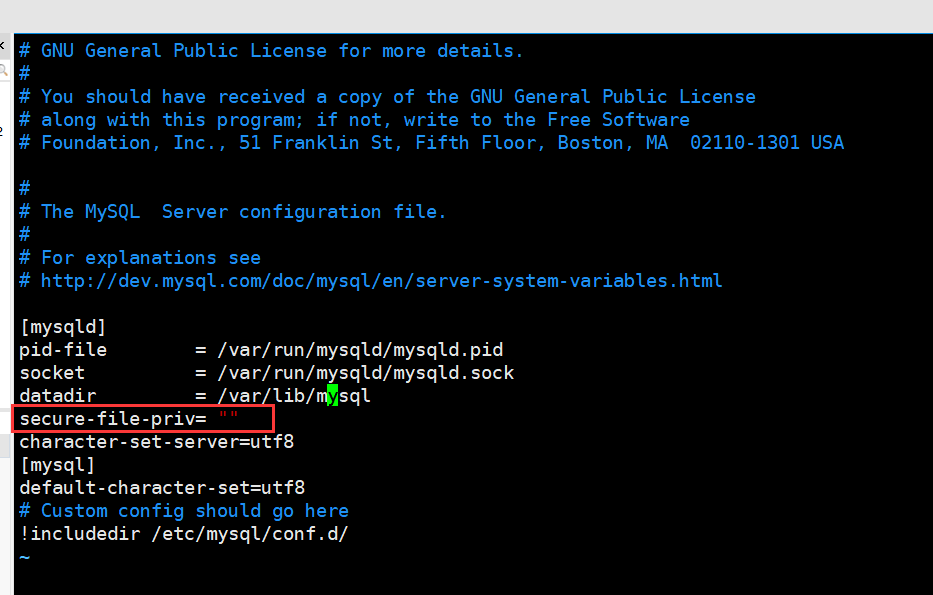 # GNU General Public License for more details.
#
# You should have received a copy of the GNU General Public License
# along with this program; if not, write to the Free Software
# Foundation, Inc., 51 Franklin St, Fifth Floor, Boston, MA  02110-1301 USA
#
# The MySQL  Server configuration file.
#
# For explanations see
# http://dev.mysql.com/doc/mysql/en/server-system-variables.html
[mysqld]
pid-file        = /var/run/mysqld/mysqld.pid
socket          = /var/run/mysqld/mysqld.sock
datadir         = /var/lib/mysql
secure-file-priv= ""
character-set-server=utf8
[mysql]
default-character-set=utf8
# Custom config should go here
!includedir /etc/mysql/conf.d/
~